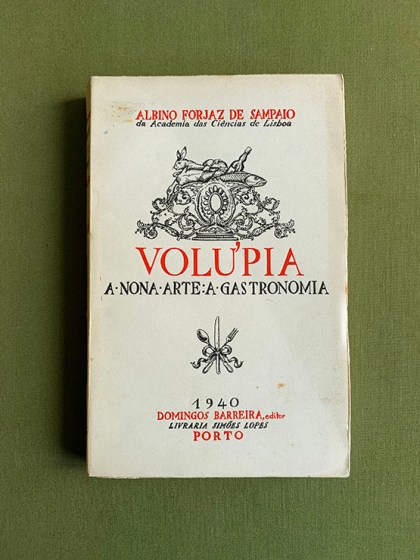 ALBINO FORJAZ DE SAMPAIO
da Academia das Ciências de Lisboa
VOLÚPIA
A·NONA·ARTE:A·GASTRONOMIA
1940
DOMINGOS BARREIRA, editor
LIVRARIA SIMÕES LOPES
PORTO